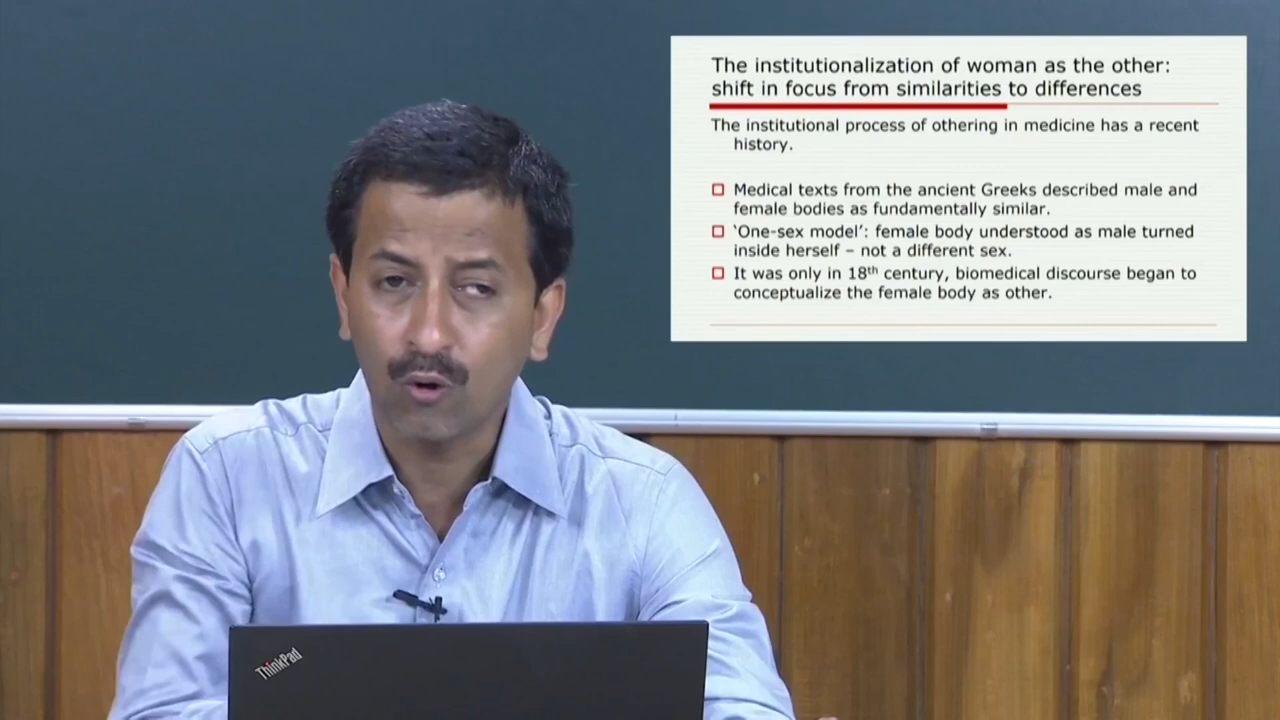 The institutionalization of woman as the other:
shift in focus from similarities to differences
The institutional process of othering in medicine has a recent
history.
Medical texts from the ancient Greeks described male and
female bodies as fundamentally similar.
‘One-sex model’: female body understood as male turned
inside herself – not a different sex.
It was only in 18th century, biomedical discourse began to
conceptualize the female body as other.
ThinkPad